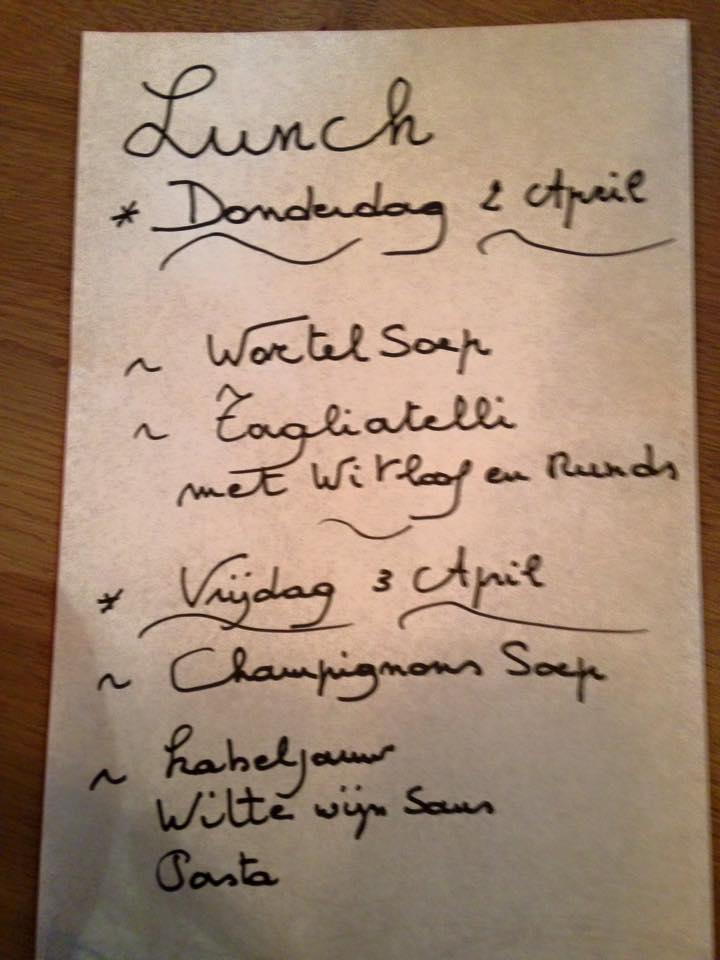 Lunch
* Donderdag 2 April
~ Wortel Soep
~ Tagliatelli
met Witloof en Runds
* Vrijdag 3 April
~ Champignons Soep
~ kabeljauw
Witte wijn Saus
Pasta